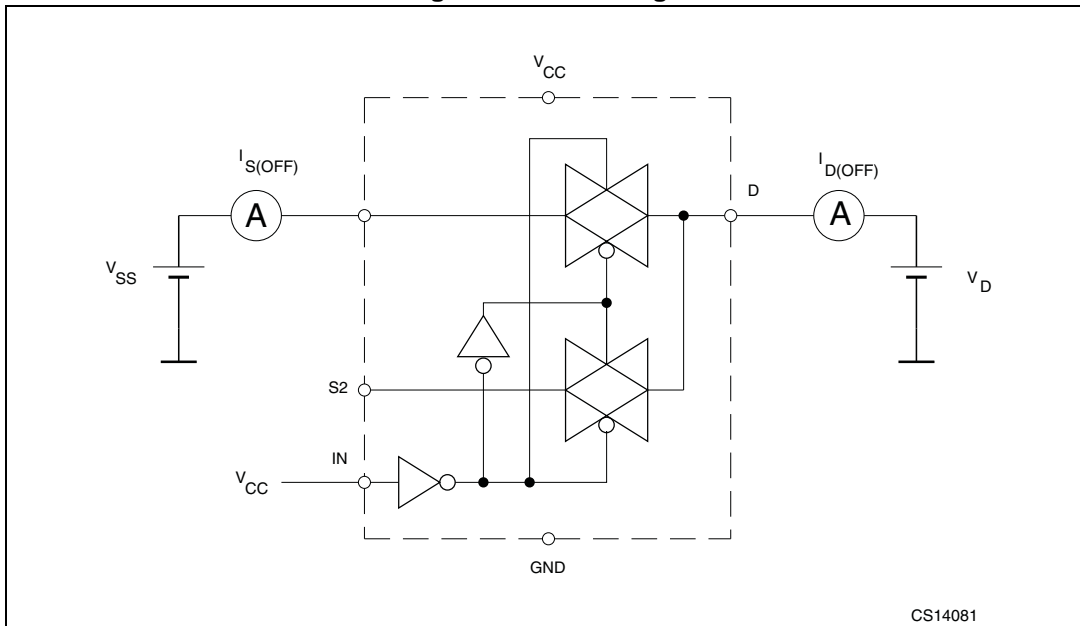 V CC
I S(OFF)
I D(OFF)
A
D
A
V SS
V D
S2
IN
V CC
GND
CS14081